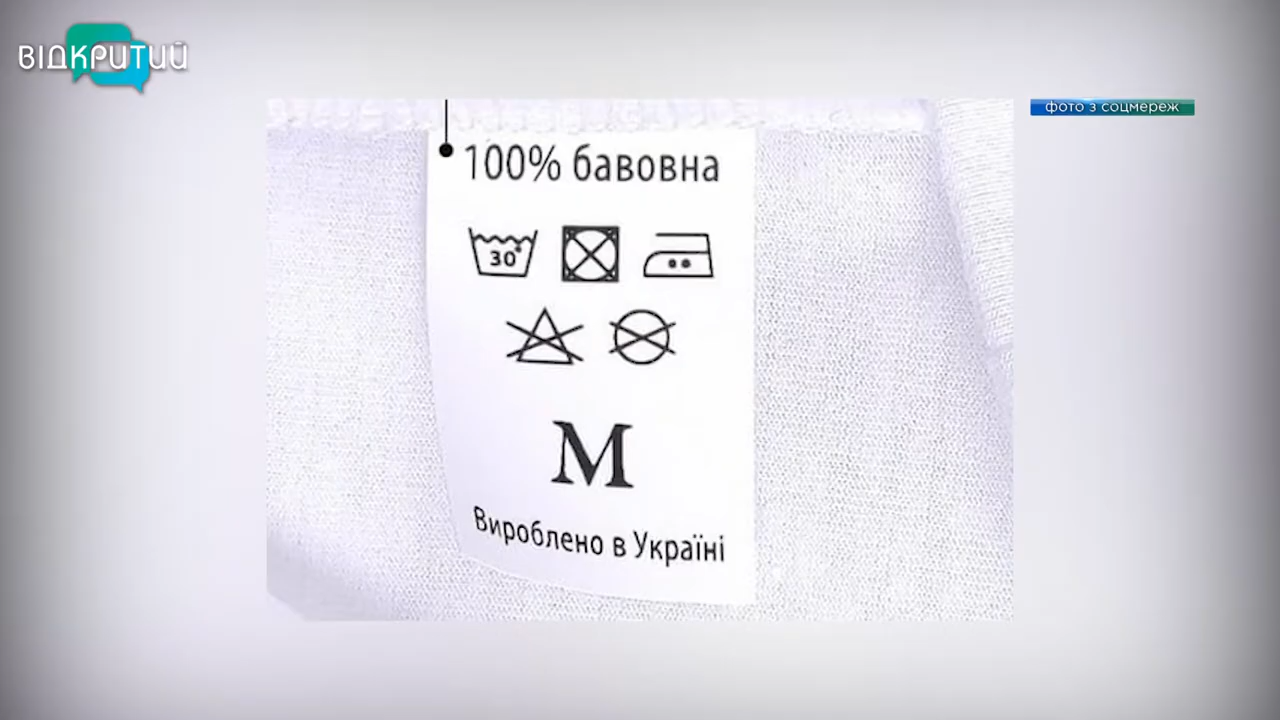 ВІДКРИТИЙ
фото з соцмереж
100% бавовна
30°
M
Вироблено в Україні